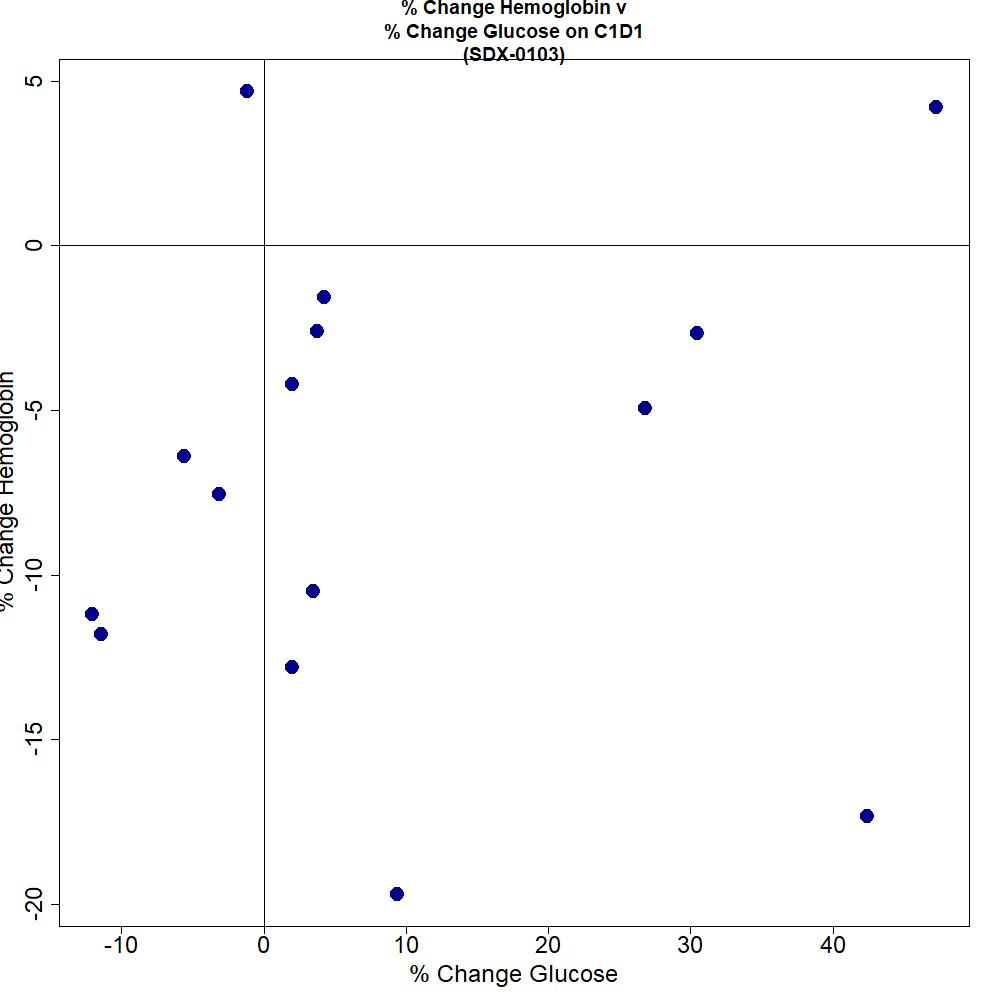 % Change Hemoglobin v
% Change Glucose on C1D1
(SDX-0103)
5
0
-5
-10
-15
-20
% Change Hemoglobin
-10
0
10
20
30
40
% Change Glucose